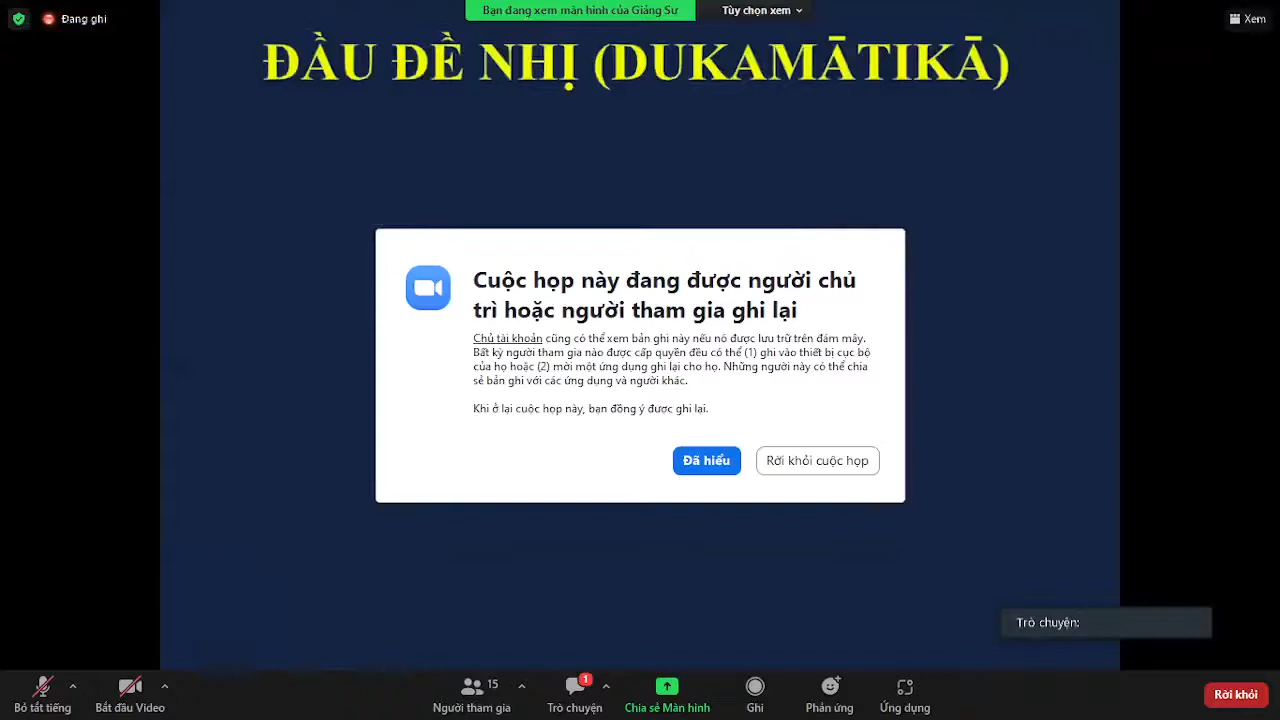 Đang ghi
Bạn đang xem màn hình của Giảng Sư
Tùy chọn xem
Xem
ĐẦU ĐỀ NHỊ (DUKAMĀTIKĀ)
Cuộc họp này đang được người chủ
trì hoặc người tham gia ghi lại
Chủ tài khoản cũng có thể xem bản ghi này nếu nó được lưu trữ trên đám mây.
Bất kỳ người tham gia nào được cấp quyền đều có thể (1) ghi vào thiết bị cục bộ
của họ hoặc (2) mời một ứng dụng ghi lại cho họ. Những người này có thể chia
sẻ bản ghi với các ứng dụng và người khác.
Khi ở lại cuộc họp này, bạn đồng ý được ghi lại.
Đã hiểu
Rời khỏi cuộc họp
Trò chuyện:
15
1
Bỏ tắt tiếng
Bắt đầu Video
Người tham gia
Trò chuyện
Chia sẻ Màn hình
Ghi
Phản ứng
Ứng dụng
Rời khỏi